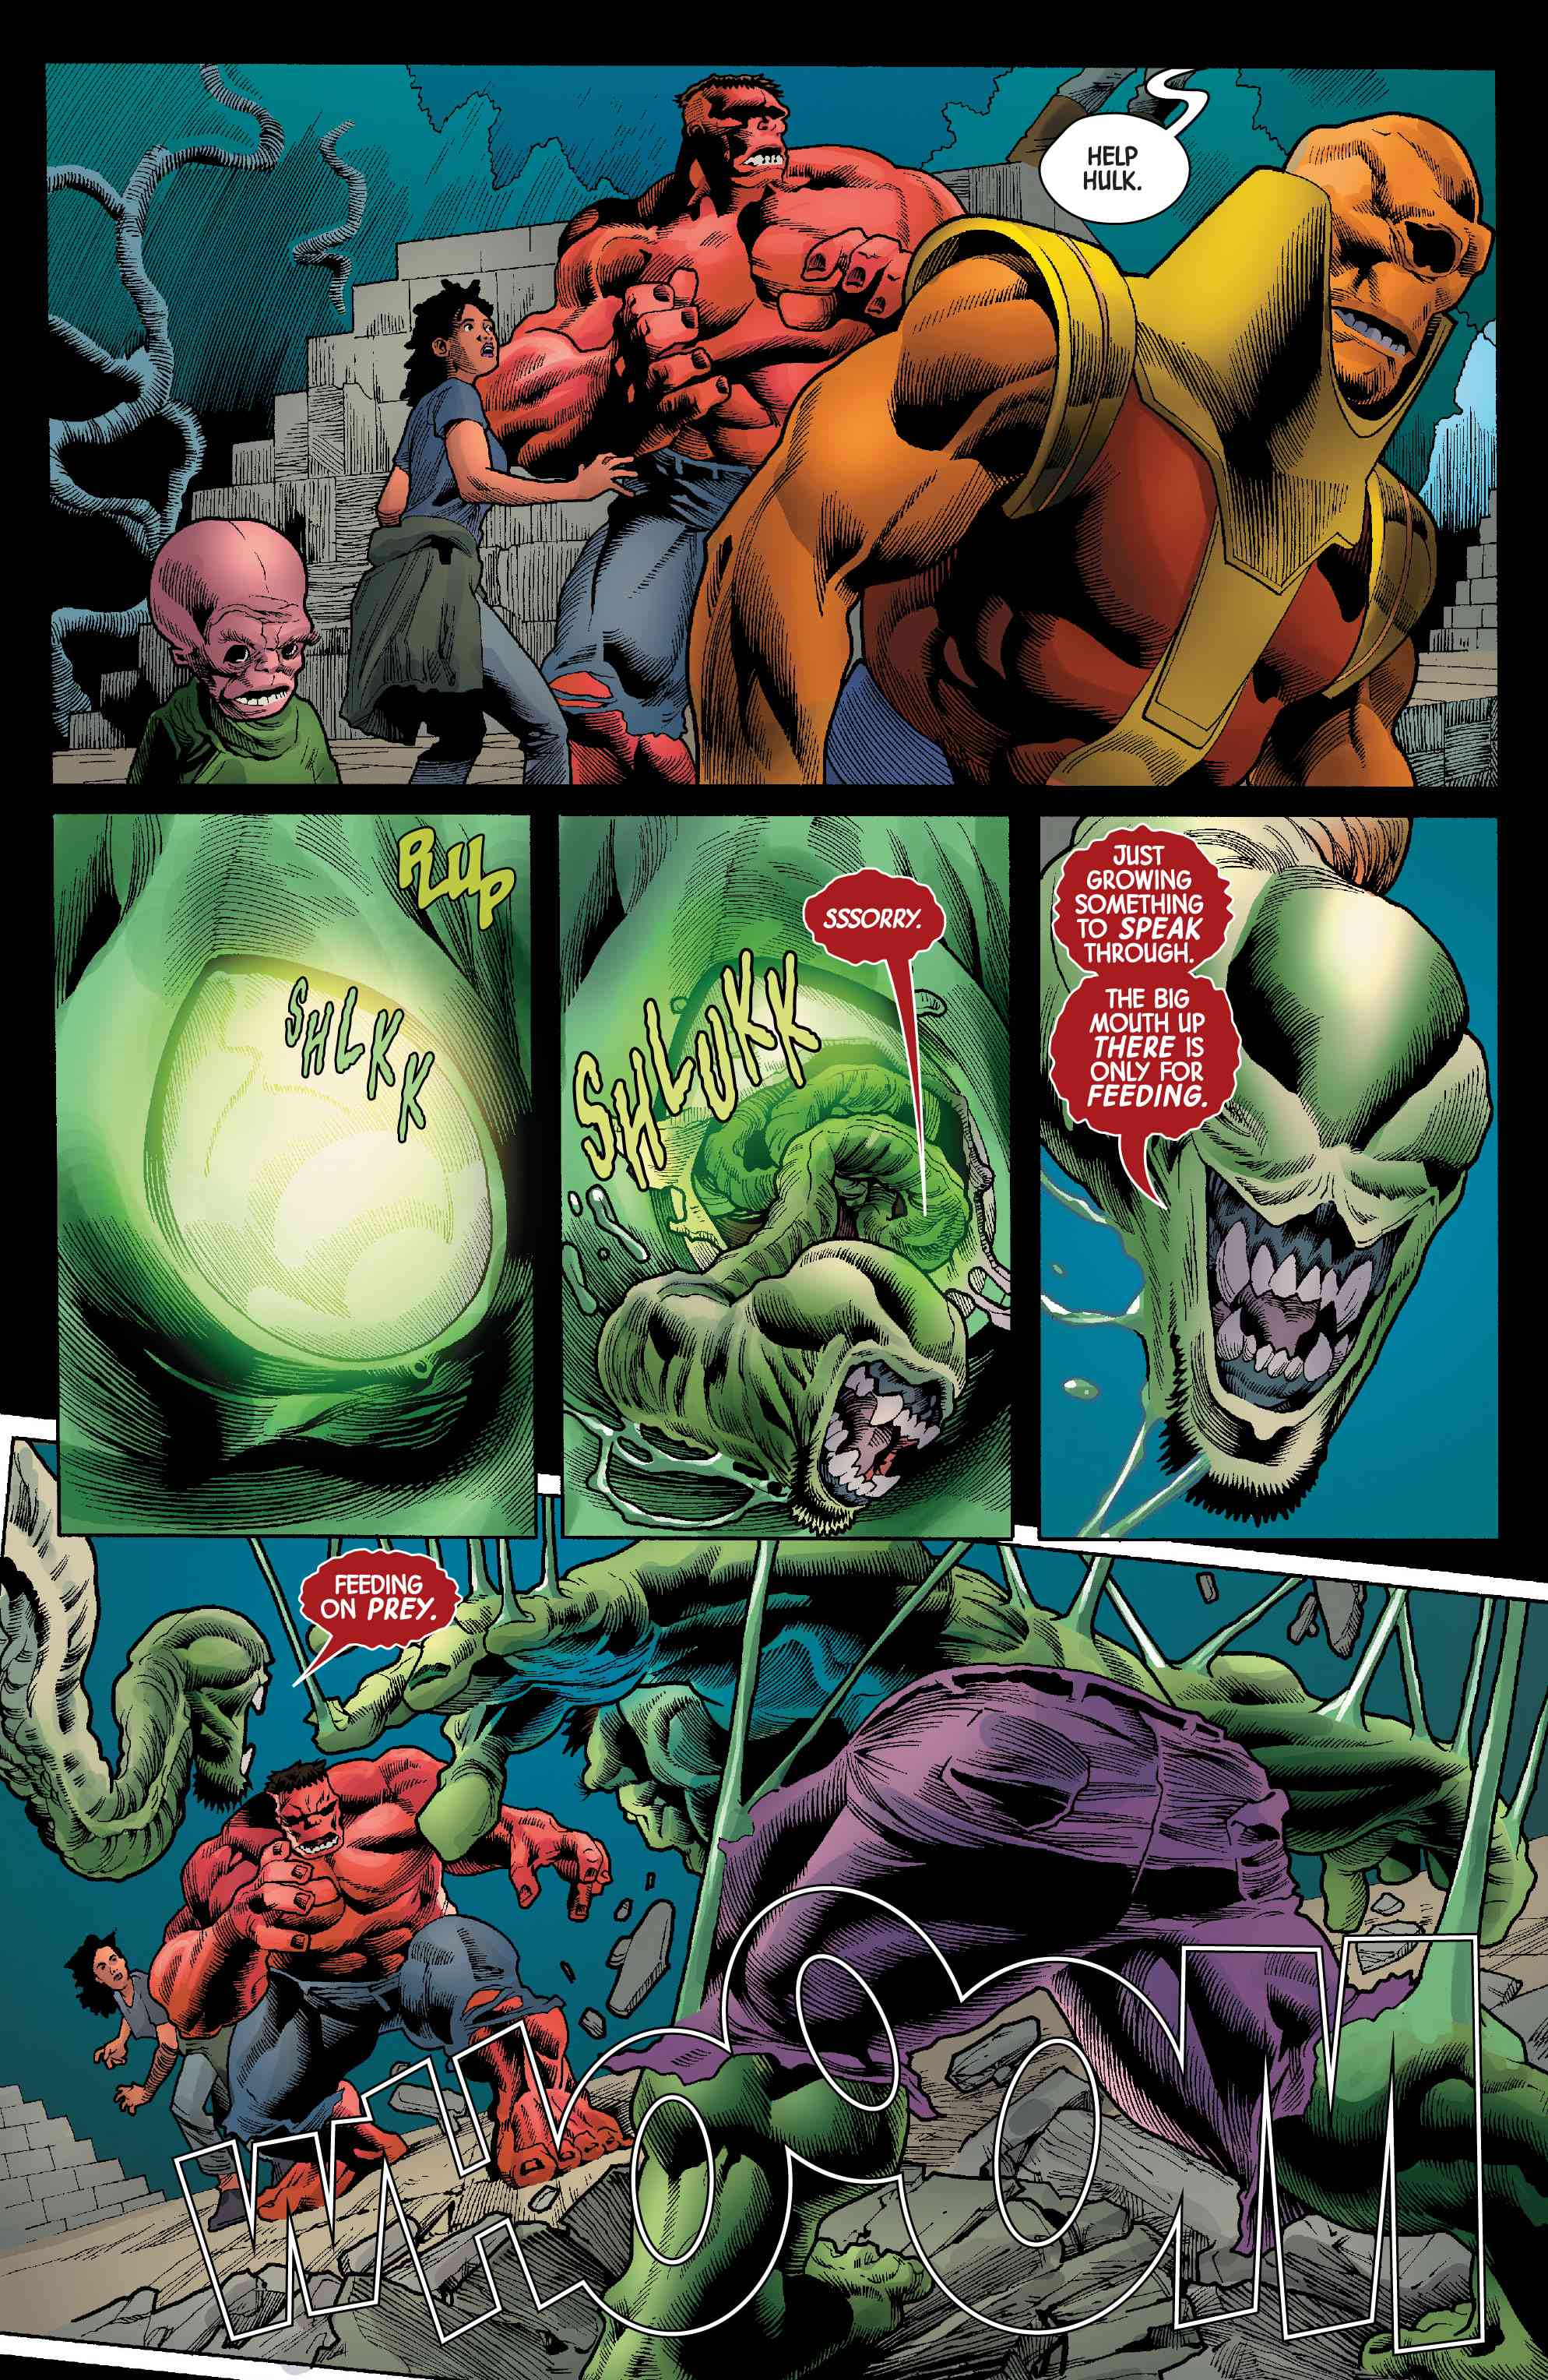 HELP
HULK.
RUP
SHLKK
SHLUKK
SSSORRY.
JUST
GROWING
SOMETHING
TO SPEAK
THROUGH.
THE BIG
MOUTH UP
THERE IS
ONLY FOR
FEEDING.
FEEDING
ON PREY.
WHOOOM